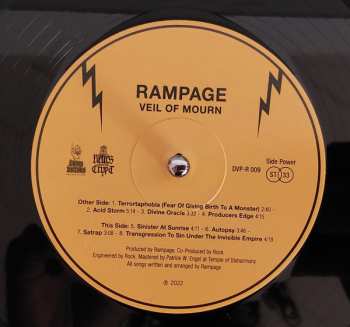 RAMPAGE
VEIL OF MOURN
Relics
Crypt
DVP-R 009
Side Power
ST 33
Other Side: 1. Terrortaphobia (Fear Of Giving Birth To A Monster) 2:60 -
2. Acid Storm 5:14 - 3. Divine Oracle 3:32 - 4. Producers Edge 4:15
This Side: 5. Sinister At Sunrise 4:11 - 6. Autopsy 3:46 -
7. Satrap 3:08 - 8. Transgression To Sin Under The Invisible Empire 4:19
Produced by Rampage, Co-Produced by Rock.
Engineered by Rock, Mastered by Patrick W. Engel at Temple of Disharmony.
All songs written and arranged by Rampage
℗ 2022